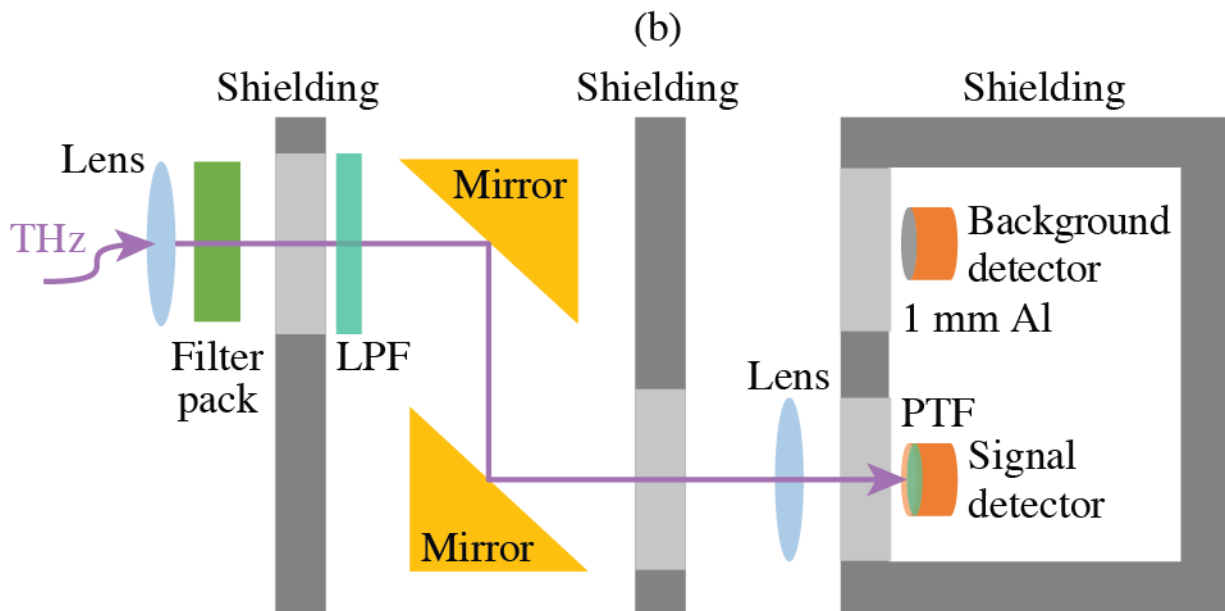 (b)
Shielding
Shielding
Shielding
Lens
Mirror
THz
Background
detector
1 mm Al
Filter
pack
LPF
Lens
PTF
Signal
detector
Mirror